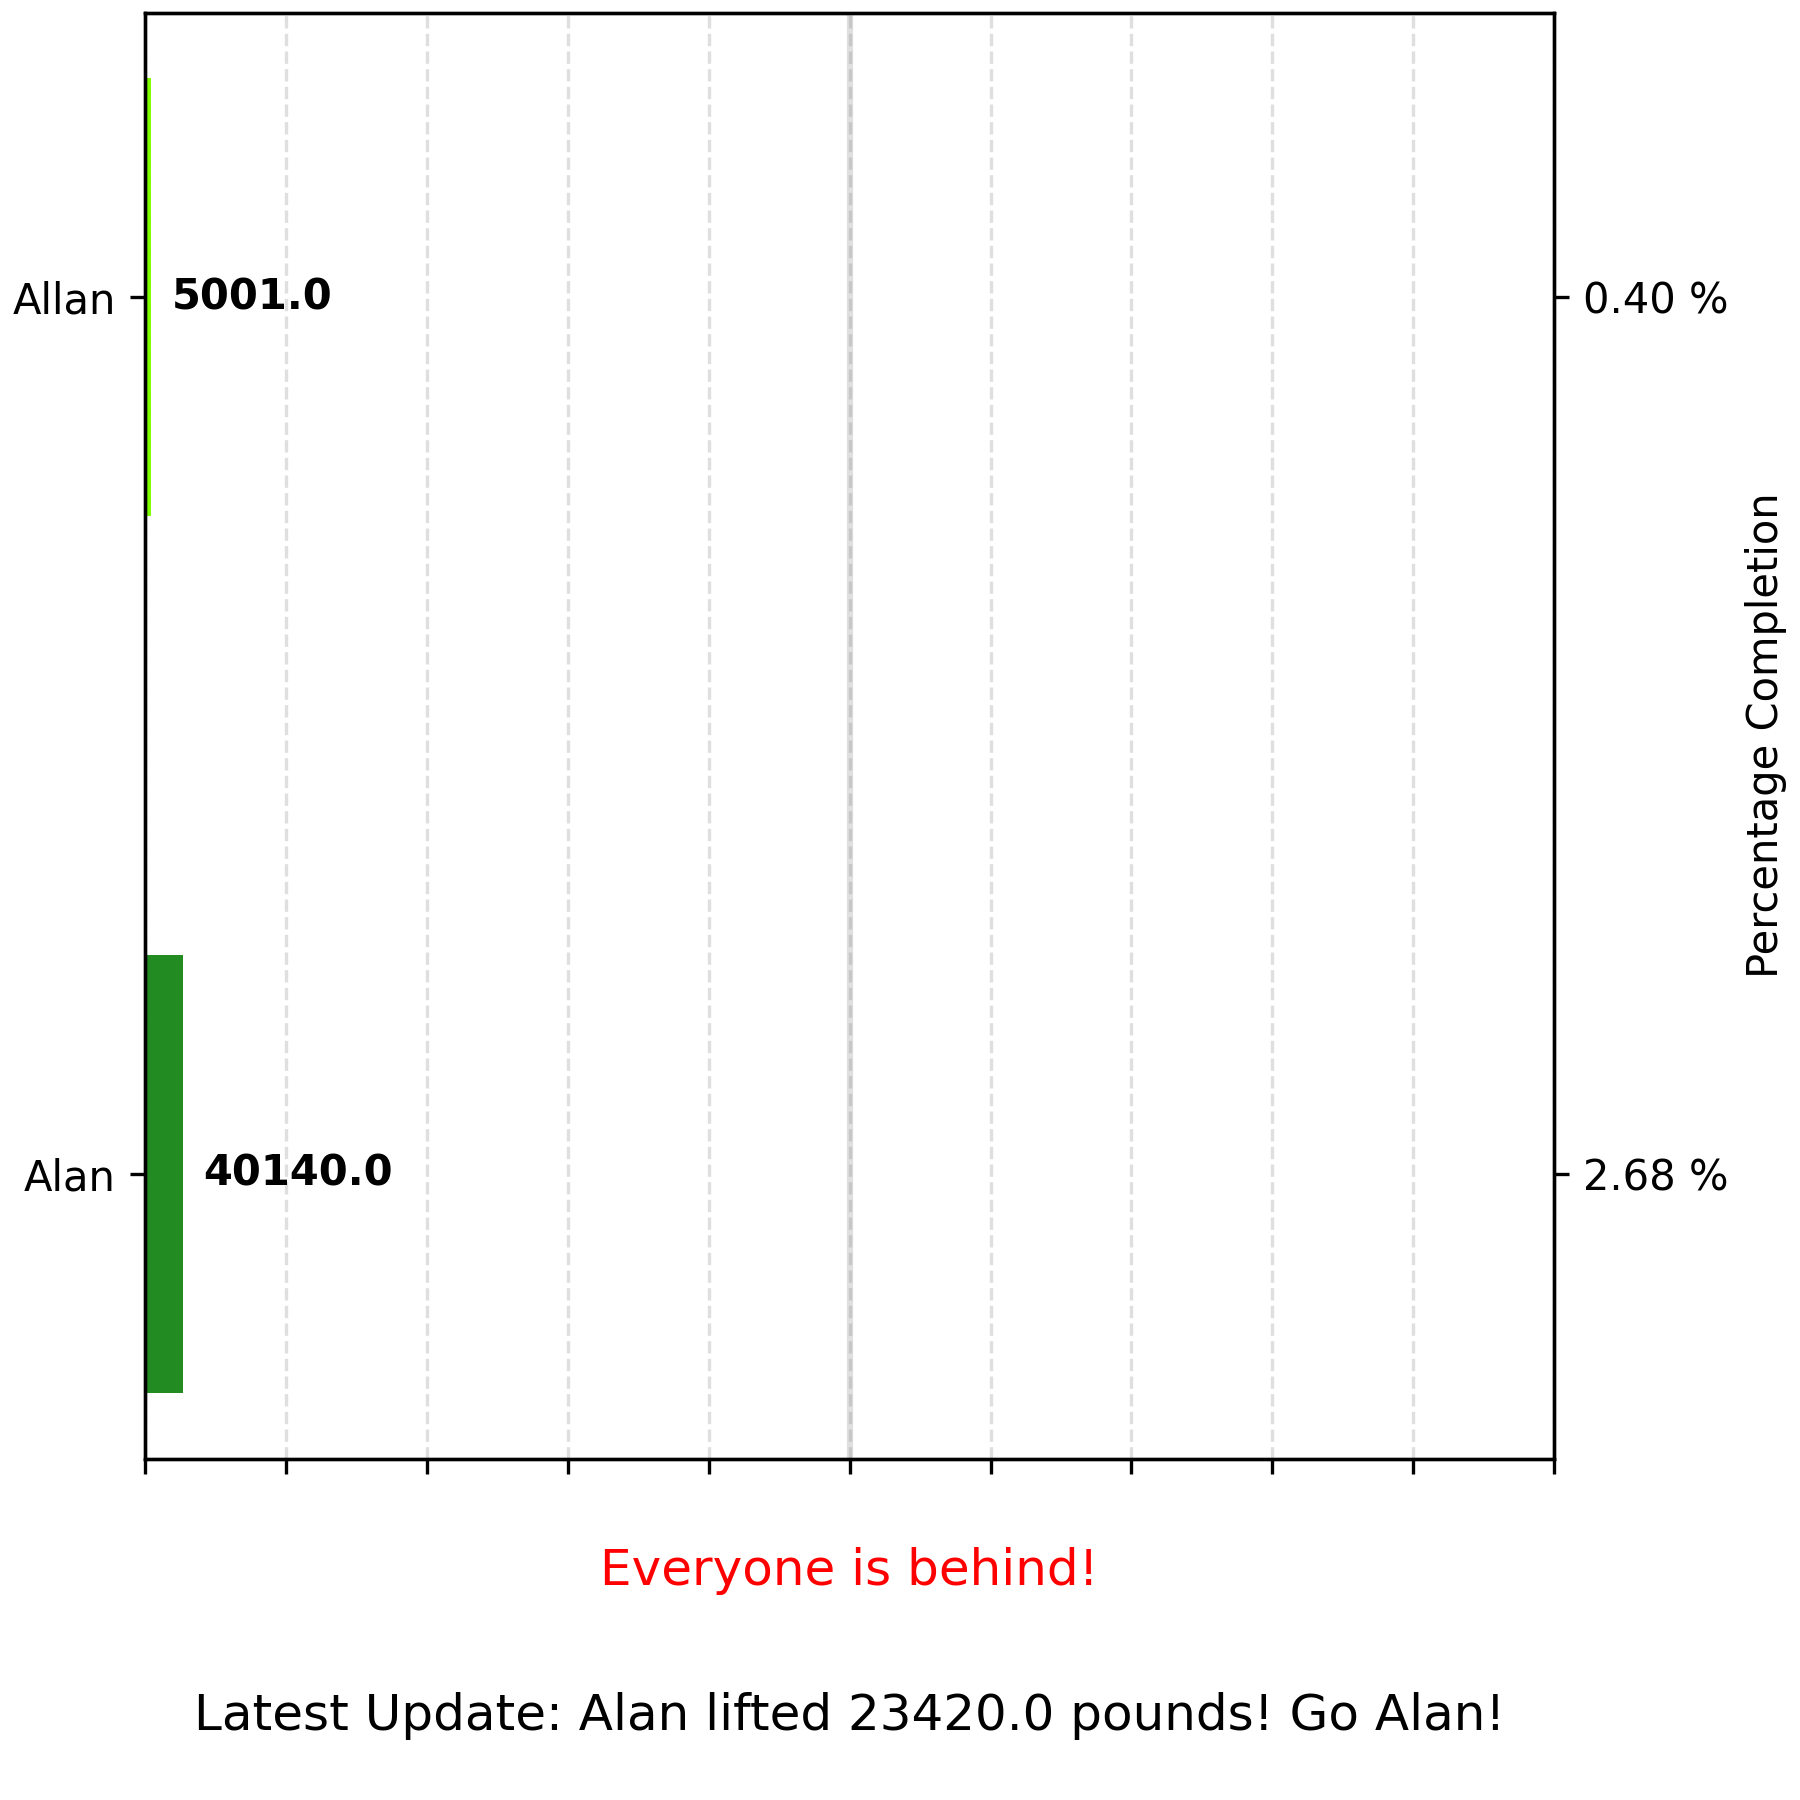 Allan
5001.0
0.40 %
Percentage Completion
Alan
40140.0
2.68 %
Everyone is behind!
Latest Update: Alan lifted 23420.0 pounds! Go Alan!